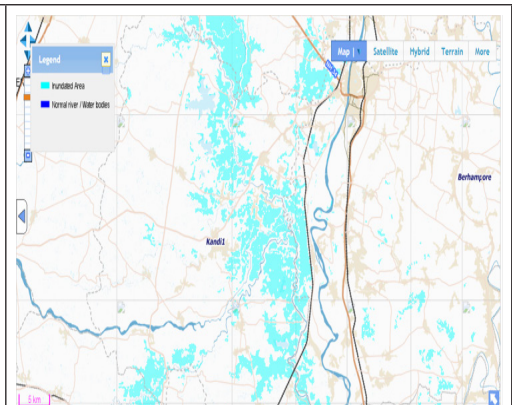 Legend
Inundated Area
Normal river / Water bodies
Map
Satellite
Hybrid
Terrain
More
Berhampore
Kandi1
5 km